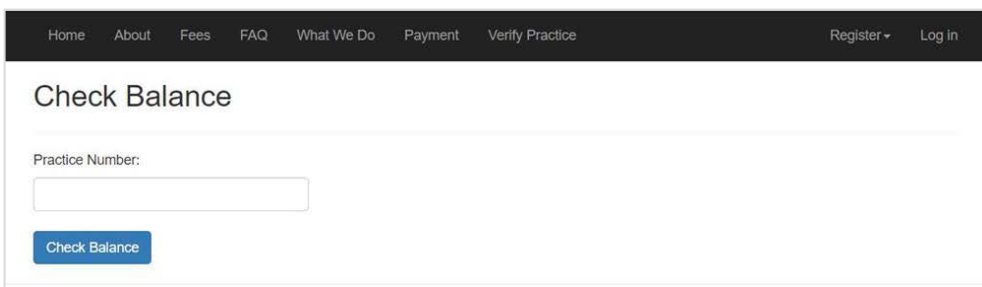 Home About Fees FAQ What We Do Payment Verify Practice Register Log in
Check Balance
Practice Number:
Check Balance